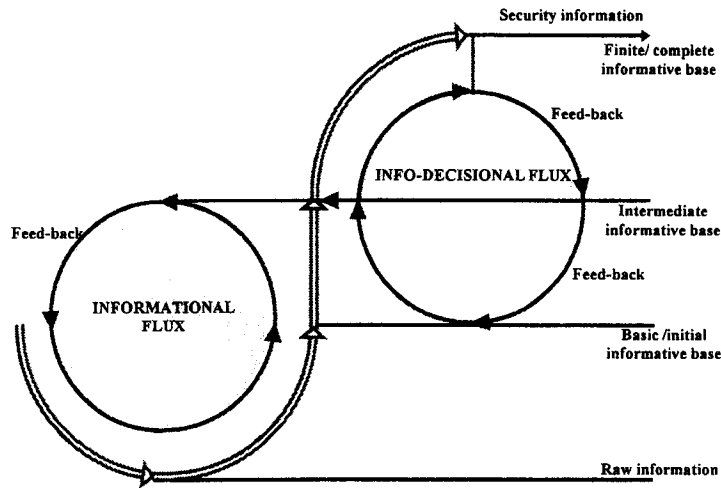 Security information
Finite/ complete
informative base
Feed-back
INFO-DECISIONAL FLUX
Intermediate
informative base
Feed-back
Feed-back
INFORMATIONAL
FLUX
Basic /initial
informative base
Raw information